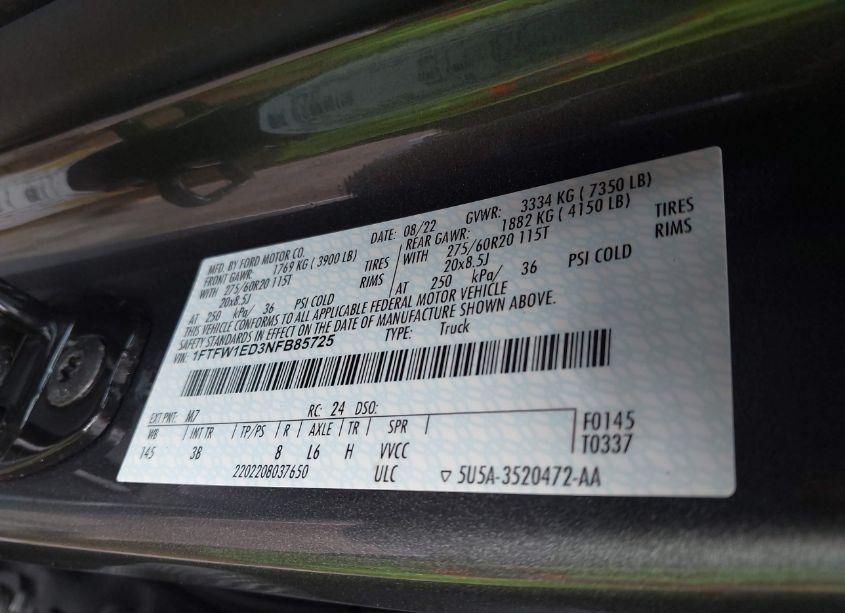 MFD. BY FORD MOTOR CO. DATE: 08/22 GVWR: 3334 KG ( 7350 LB)
FRONT GAWR: 1769 KG ( 3900 LB) REAR GAWR: 1882 KG ( 4150 LB)
WITH 275/60R20 115T TIRES WITH 275/60R20 115T TIRES
20x8.5J RIMS 20x8.5J RIMS
AT 250 kPa/ 36 PSI COLD AT 250 kPa/ 36 PSI COLD
THIS VEHICLE CONFORMS TO ALL APPLICABLE FEDERAL MOTOR VEHICLE
SAFETY STANDARDS IN EFFECT ON THE DATE OF MANUFACTURE SHOWN ABOVE.
VIN: 1FTFW1ED3NFB85725 TYPE: Truck
EXT PNT: M7 RC: 24 DSO:
WB INT TR TP/PS R AXLE TR SPR F0145
145 3B 8 L6 H VVCC T0337
2202208037650 ULC ▽ 5U5A-3520472-AA